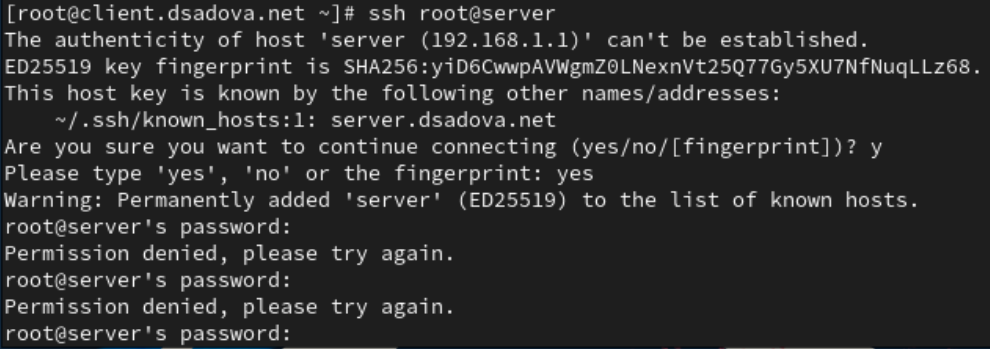 [root@client.dsadova.net ~]# ssh root@server
The authenticity of host 'server (192.168.1.1)' can't be established.
ED25519 key fingerprint is SHA256:yiD6CwwpAVWgmZ0LNexnVt25Q77Gy5XU7NfNuqLLz68.
This host key is known by the following other names/addresses:
    ~/.ssh/known_hosts:1: server.dsadova.net
Are you sure you want to continue connecting (yes/no/[fingerprint])? y
Please type 'yes', 'no' or the fingerprint: yes
Warning: Permanently added 'server' (ED25519) to the list of known hosts.
root@server's password:
Permission denied, please try again.
root@server's password:
Permission denied, please try again.
root@server's password: